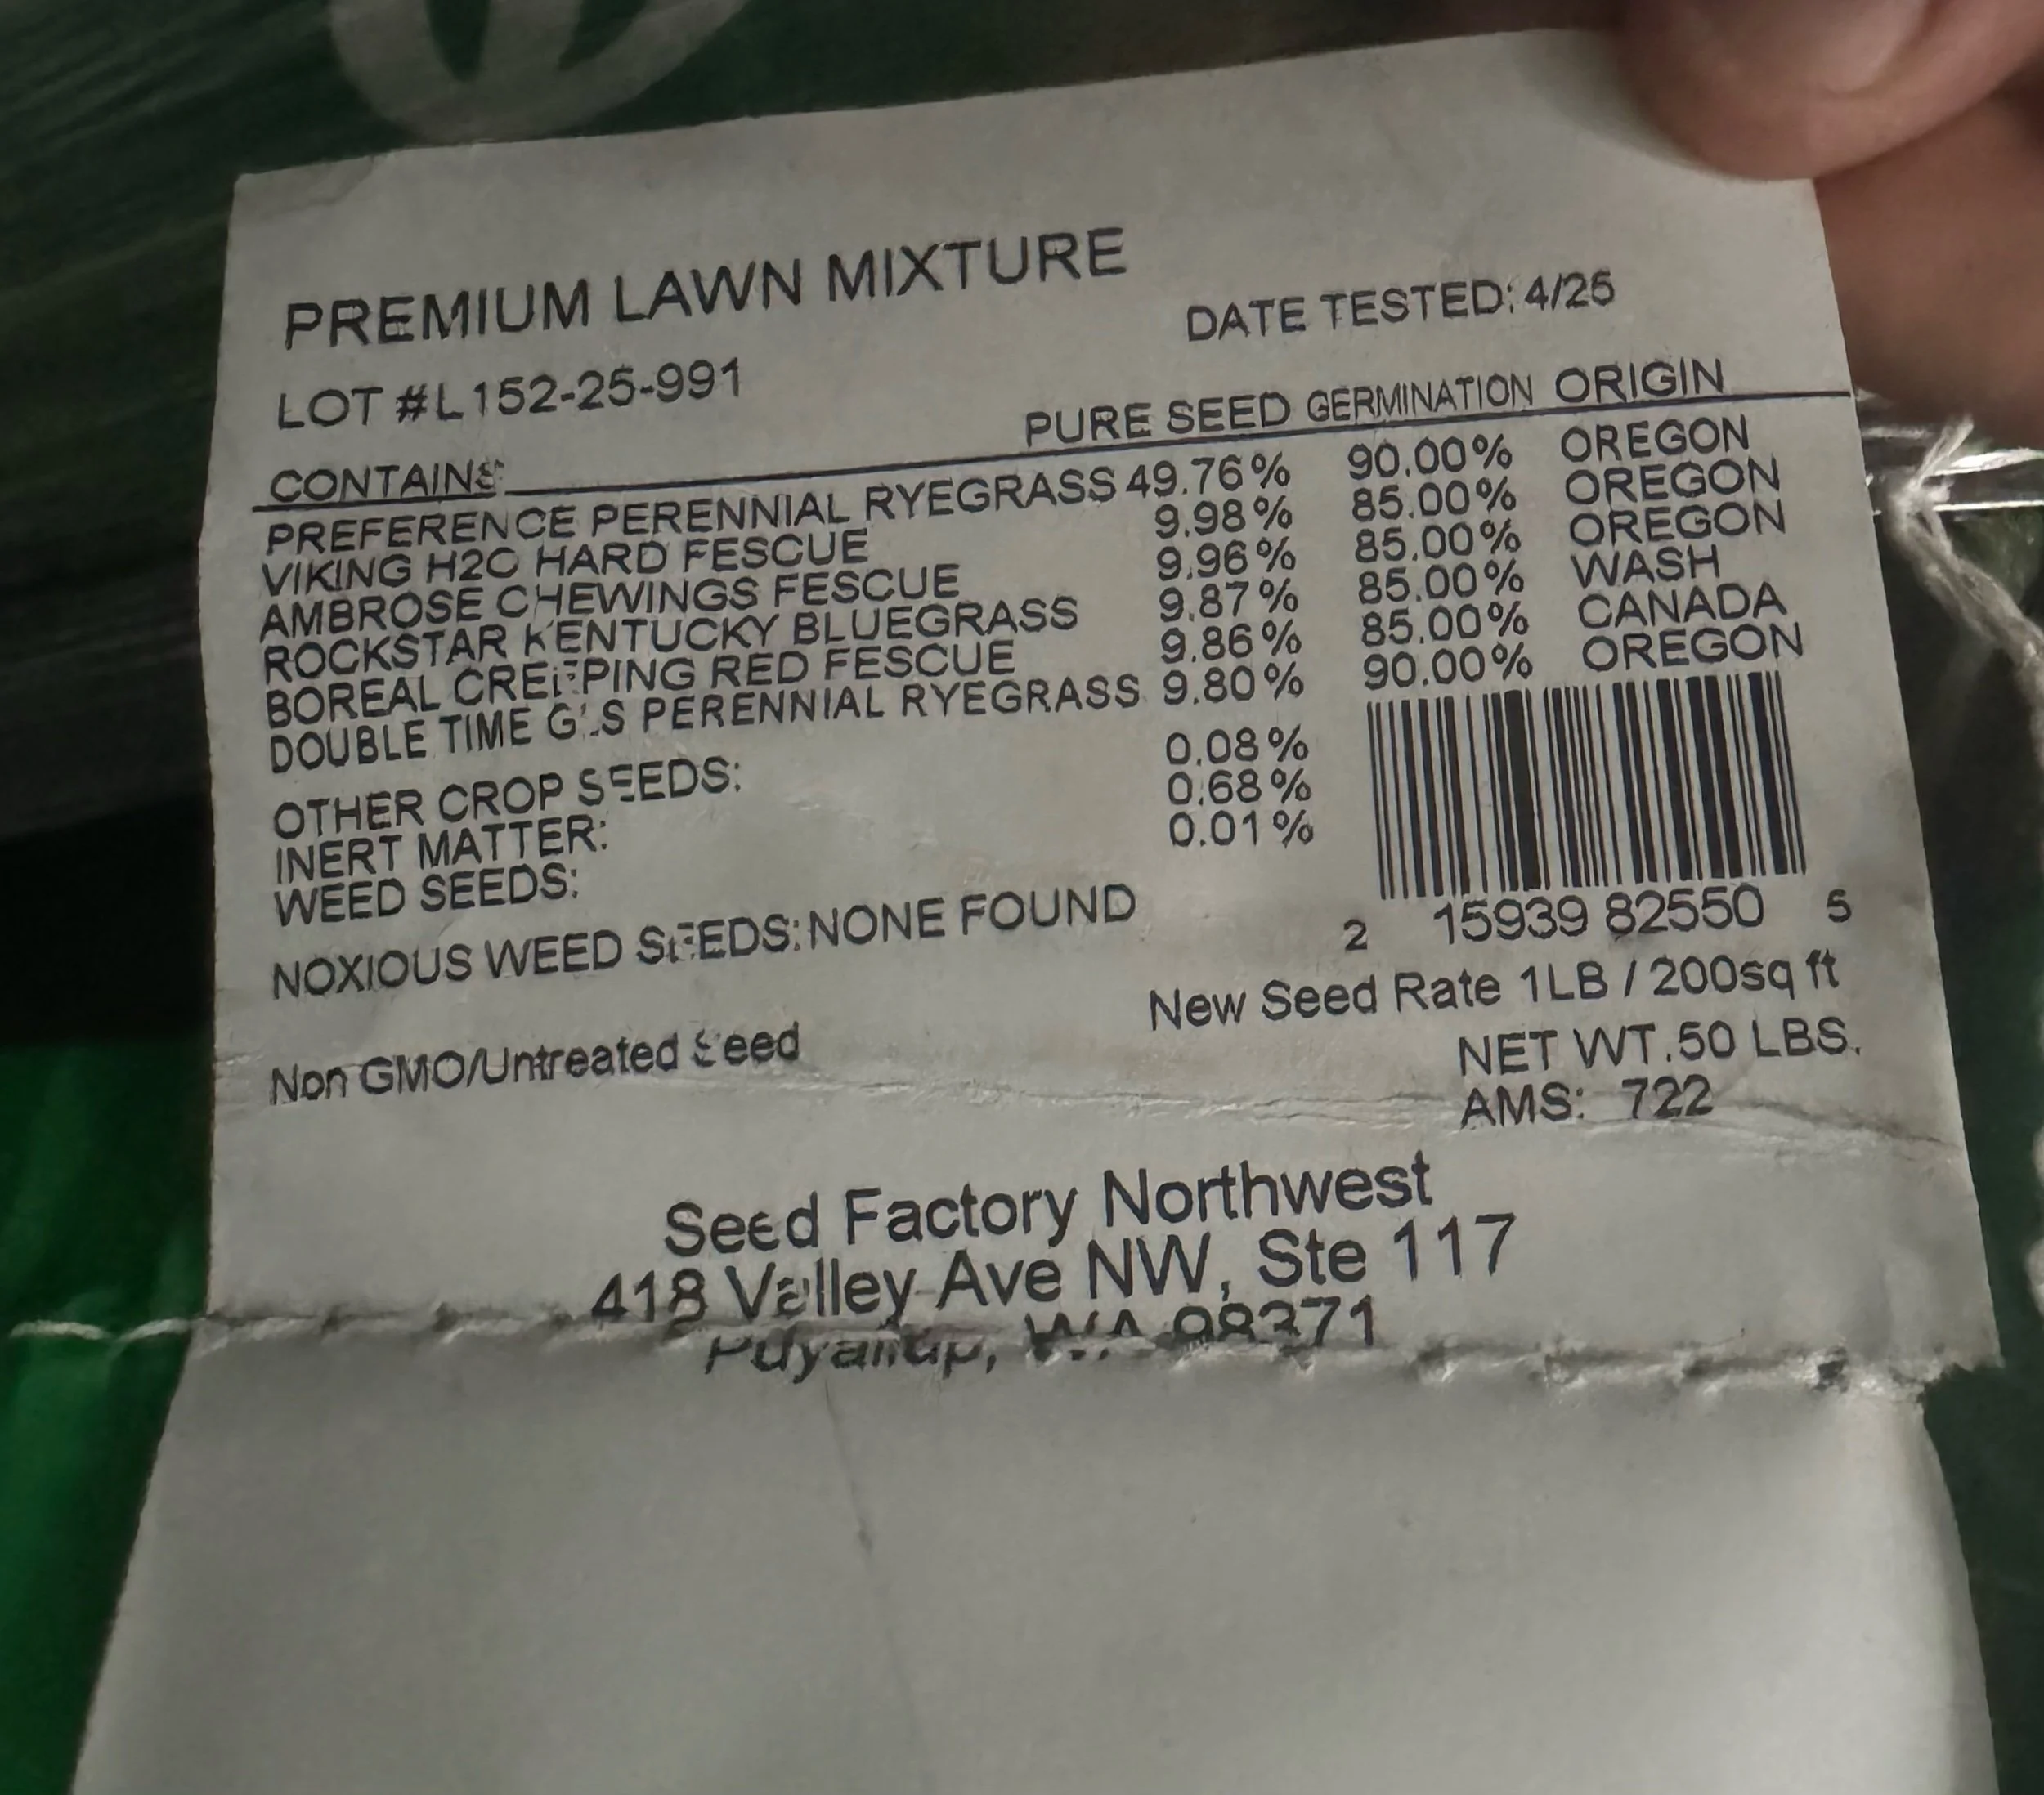 PREMIUM LAWN MIXTURE
DATE TESTED: 4/25
LOT #L152-25-991
CONTAINS: PURE SEED GERMINATION ORIGIN
PREFERENCE PERENNIAL RYEGRASS 49.76% 90.00% OREGON
VIKING H2O HARD FESCUE 9.98% 85.00% OREGON
AMBROSE CHEWINGS FESCUE 9.96% 85.00% OREGON
ROCKSTAR KENTUCKY BLUEGRASS 9.87% 85.00% WASH
BOREAL CREEPING RED FESCUE 9.86% 85.00% CANADA
DOUBLE TIME PERENNIAL RYEGRASS 9.80% 90.00% OREGON
OTHER CROP SEEDS: 0.08%
INERT MATTER: 0.68%
WEED SEEDS: 0.01%
NOXIOUS WEED SEEDS: NONE FOUND
2 15939 82550 5
New Seed Rate 1LB / 200sq ft
Non GMO/Untreated Seed
NET WT. 50 LBS.
AMS: 722
Seed Factory Northwest
418 Valley Ave NW, Ste 117
Puyallup, WA 98371